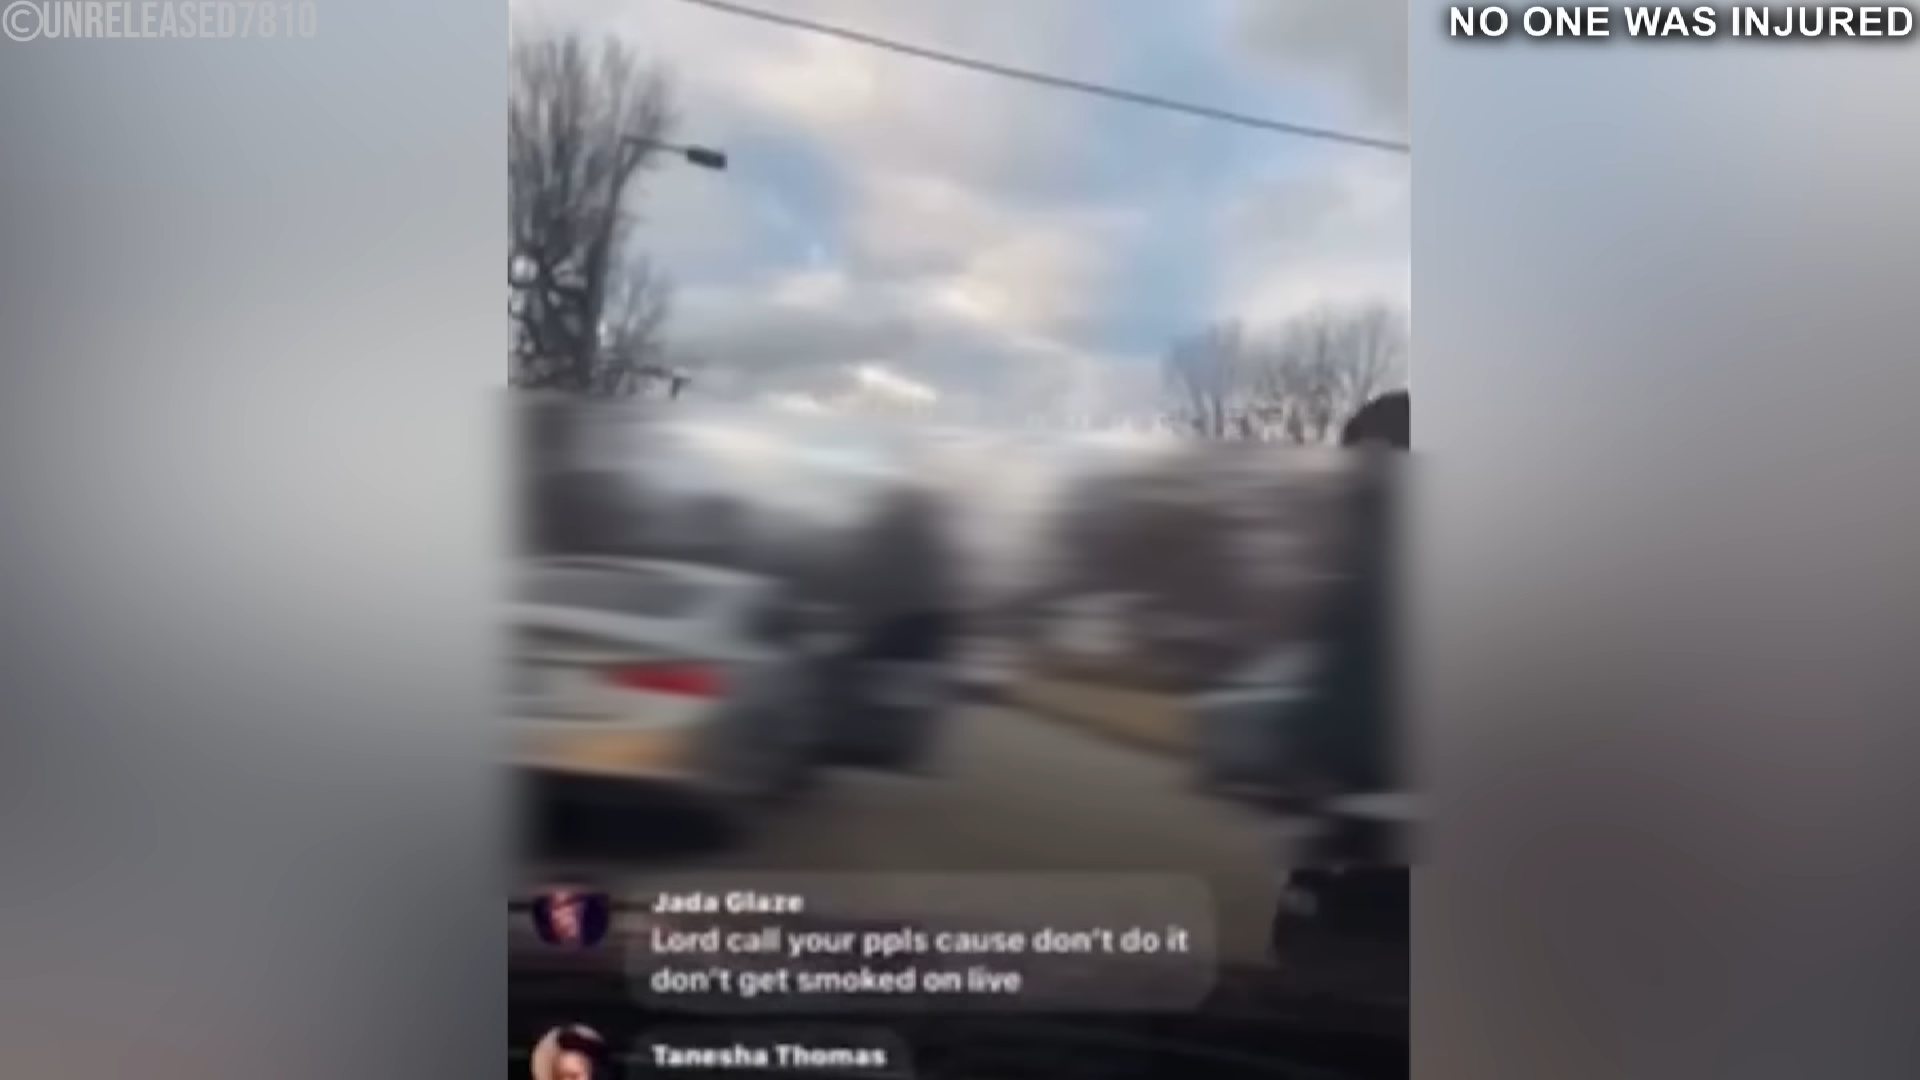 ©UNRELEASED7810
NO ONE WAS INJURED
Jada Glaze
Lord call your ppls cause don't do it
don't get smoked on live
Tanesha Thomas